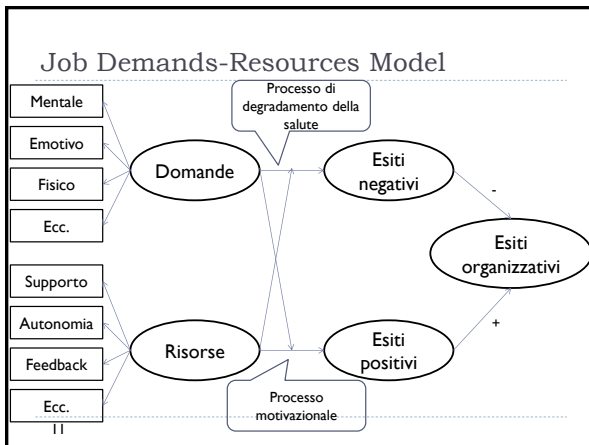 Job Demands-Resources Model
Processo di
degradamento della
salute
Mentale
Emotivo
Fisico
Ecc.
Domande
Esiti
negativi
-
Esiti
organizzativi
Supporto
Autonomia
Feedback
Ecc.
Risorse
Esiti
positivi
+
Processo
motivazionale
11